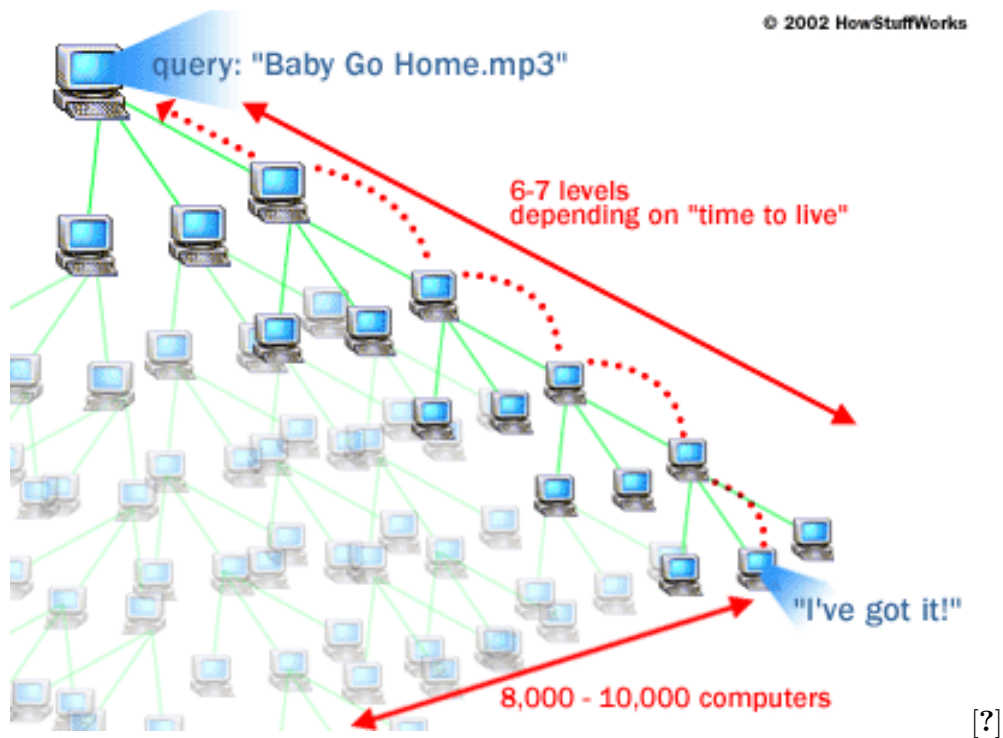 © 2002 HowStuffWorks
query: "Baby Go Home.mp3"
6-7 levels
depending on "time to live"
"I've got it!"
8,000 - 10,000 computers
[?]